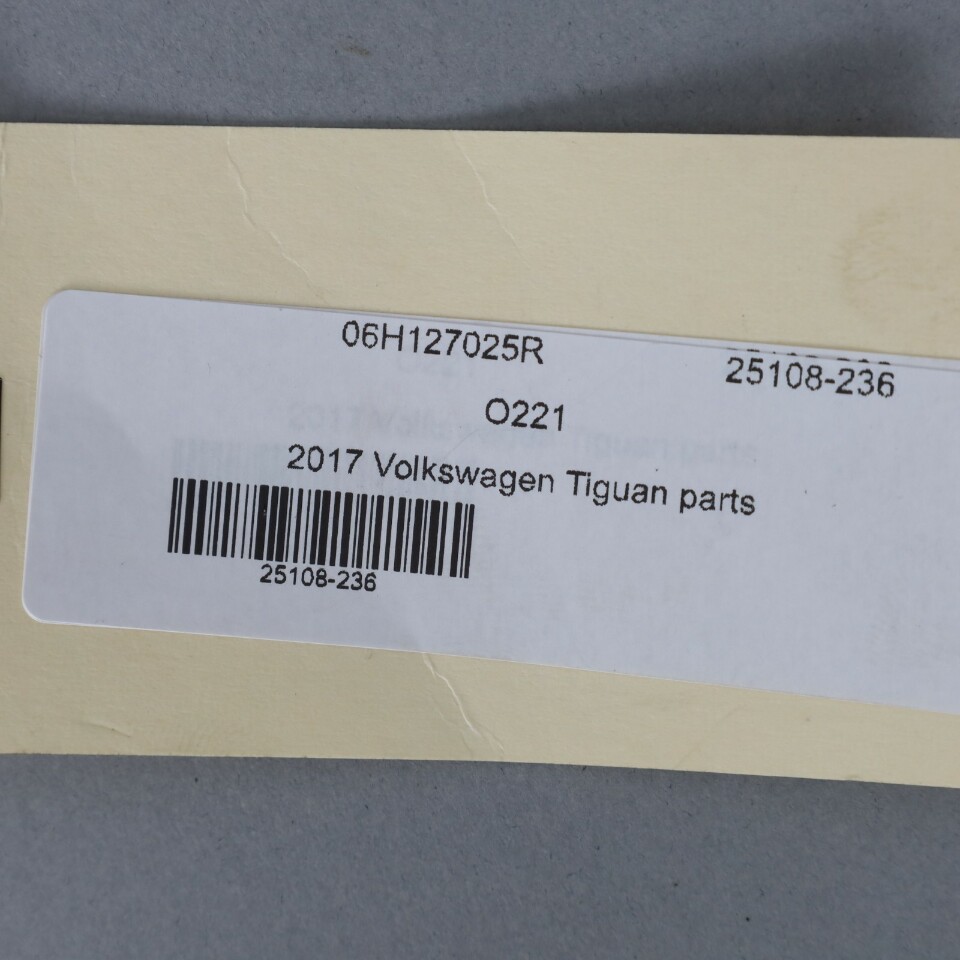 06H127025R 25108-236
O221
2017 Volkswagen Tiguan parts
25108-236